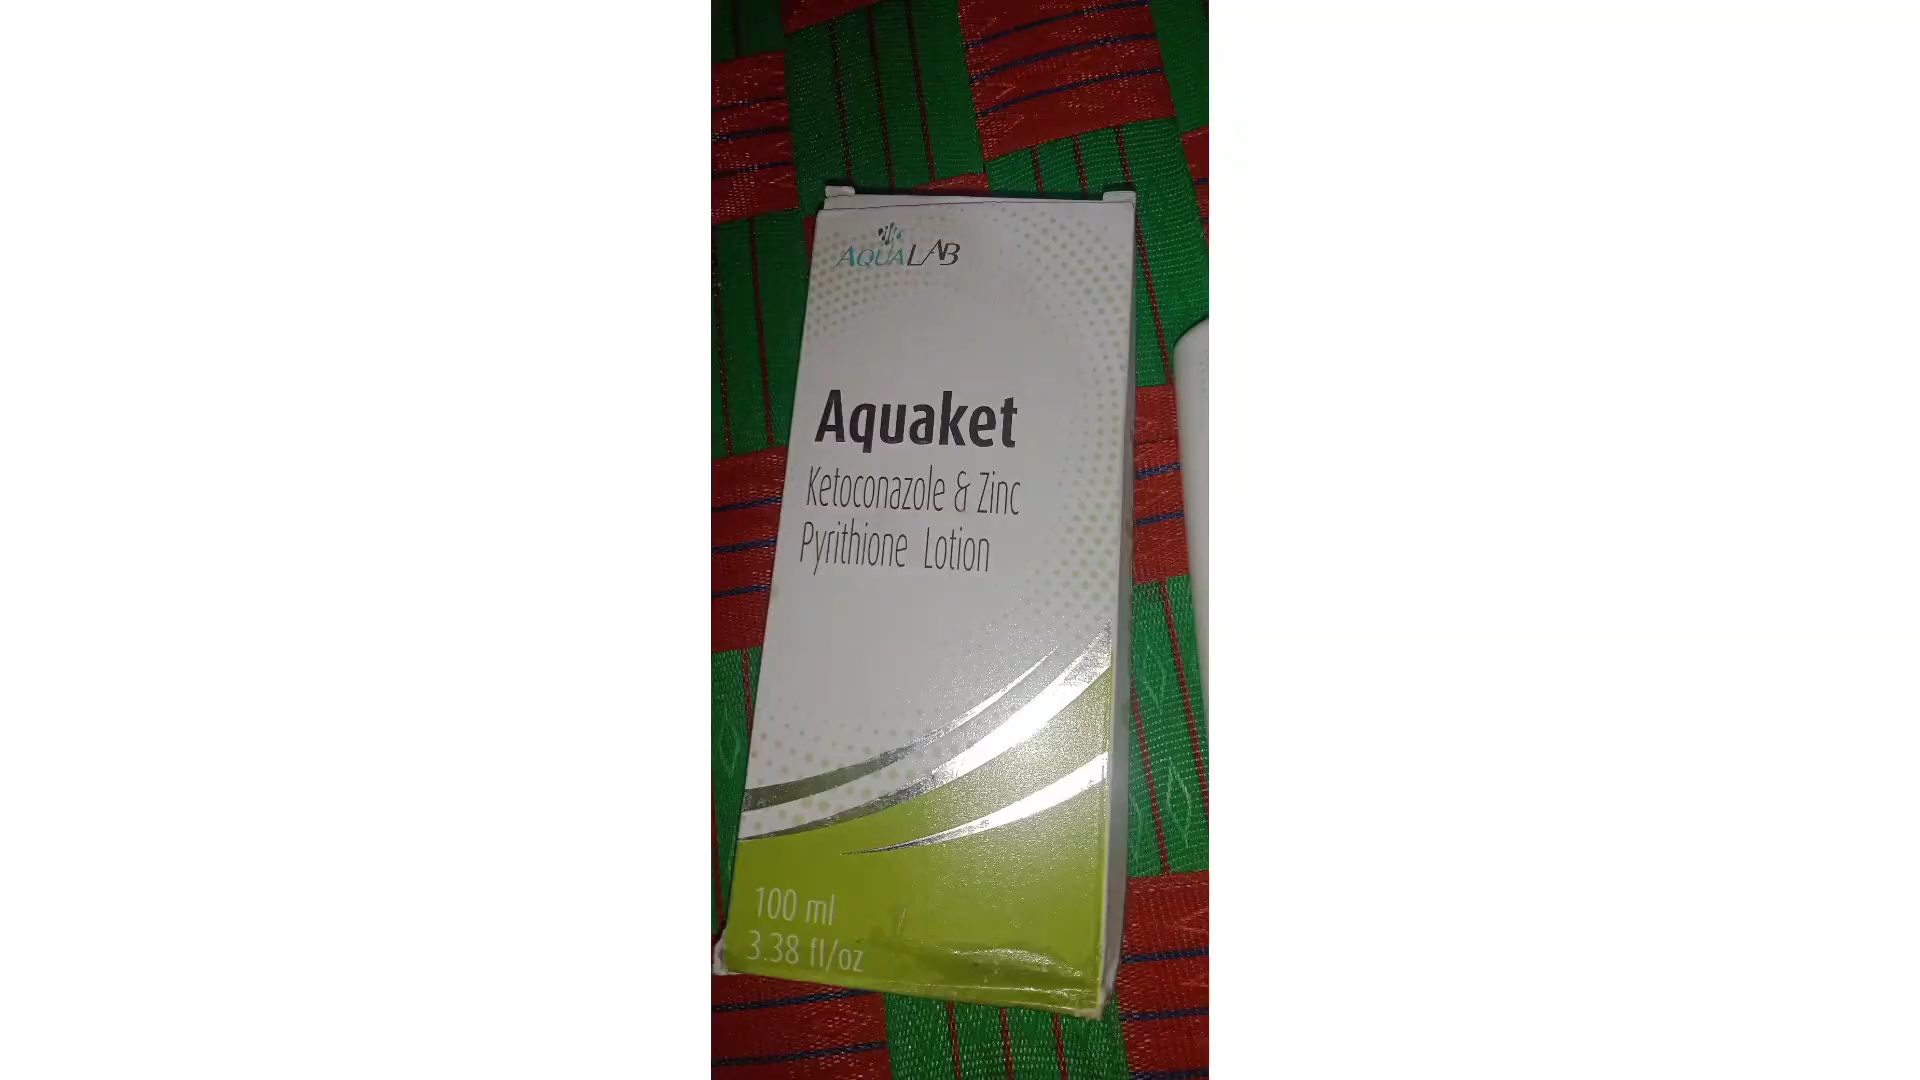 AQUALAB
Aquaket
Ketoconazole & Zinc
Pyrithione Lotion
100 ml
3.38 fl/oz